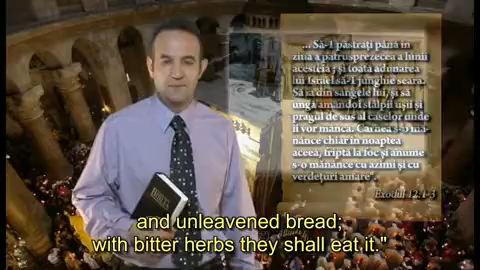 ... Să-l păstraţi până în
ziua a patrusprezecea a lunii
acesteia ; şi toată adunarea
lui Israel să-l junghie seara.
Să ia din sângele lui, şi să
ungă amândoi stâlpii uşii şi
pragul de sus al caselor unde
îl vor mânca. Carnea s-o mă-
nânce chiar în noaptea
aceea, friptă la foc şi anume
s-o mănânce cu azimi şi cu
verdeţuri amare".
Exodul 12:1-3
and unleavened bread;
with bitter herbs they shall eat it."